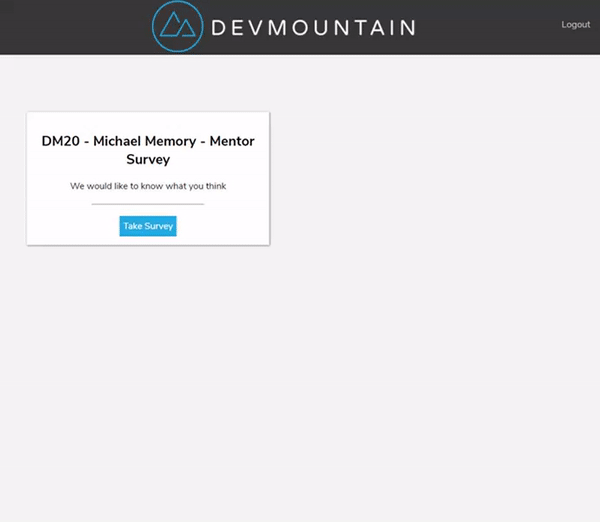 DEVMOUNTAIN
Logout
DM20 - Michael Memory - Mentor
Survey
We would like to know what you think
Take Survey